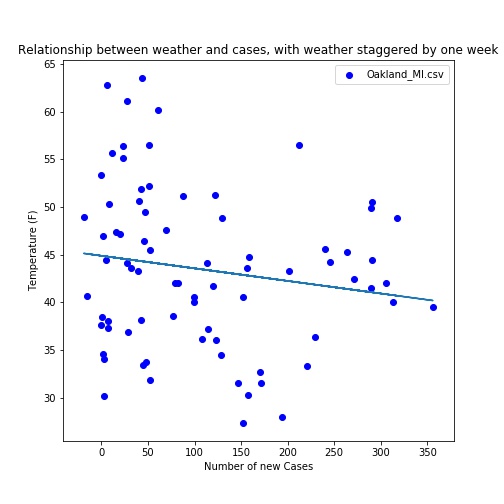 Relationship between weather and cases, with weather staggered by one week
Oakland_MI.csv
65
60
55
50
45
40
35
30
Temperature (F)
0 50 100 150 200 250 300 350
Number of new Cases